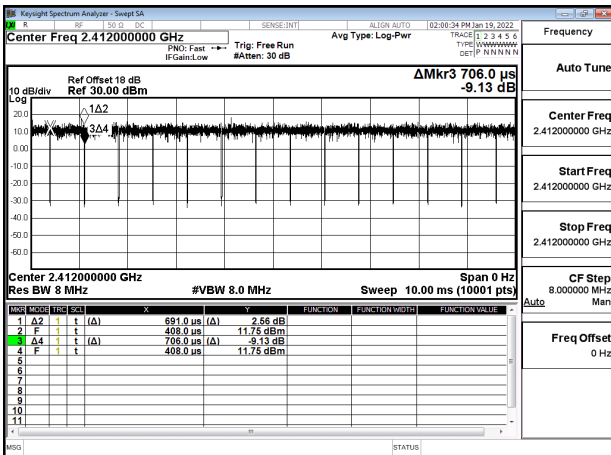 Keysight Spectrum Analyzer - Swept SA
RF 50 Ω DC SENSE:INT ALIGN AUTO 02:00:34 PM Jan 19, 2022
Center Freq 2.412000000 GHz
PNO: Fast
IFGain:Low
Trig: Free Run
#Atten: 30 dB
Avg Type: Log-Pwr
TRACE 1 2 3 4 5 6
TYPE WWWWWW
DET P N N N N N
Ref Offset 18 dB
Ref 30.00 dBm
10 dB/div
Log
ΔMkr3 706.0 µs
-9.13 dB
20.0
10.0
0.00
-10.0
-20.0
-30.0
-40.0
-50.0
-60.0
1Δ2
3Δ4
X
Center 2.412000000 GHz
Span 0 Hz
Res BW 8 MHz
#VBW 8.0 MHz
Sweep 10.00 ms (10001 pts)
MKR MODE TRC SCL X Y FUNCTION FUNCTION WIDTH FUNCTION VALUE
1 Δ2 1 t (Δ) 691.0 µs (Δ) 2.56 dB
2 F 1 t 408.0 µs 11.75 dBm
3 Δ4 1 t (Δ) 706.0 µs (Δ) -9.13 dB
4 F 1 t 408.0 µs 11.75 dBm
5
6
7
8
9
10
11
MSG
STATUS
Frequency
Auto Tune
Center Freq
2.412000000 GHz
Start Freq
2.412000000 GHz
Stop Freq
2.412000000 GHz
CF Step
8.000000 MHz
Auto Man
Freq Offset
0 Hz